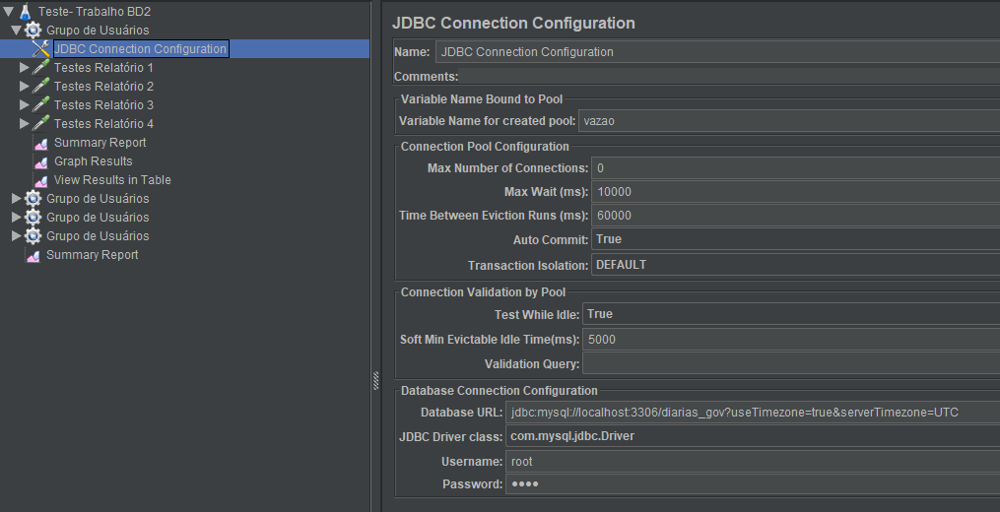 Teste- Trabalho BD2
Grupo de Usuários
JDBC Connection Configuration
Testes Relatório 1
Testes Relatório 2
Testes Relatório 3
Testes Relatório 4
Summary Report
Graph Results
View Results in Table
Grupo de Usuários
Grupo de Usuários
Grupo de Usuários
Summary Report
JDBC Connection Configuration
Name: JDBC Connection Configuration
Comments:
Variable Name Bound to Pool
Variable Name for created pool: vazao
Connection Pool Configuration
Max Number of Connections: 0
Max Wait (ms): 10000
Time Between Eviction Runs (ms): 60000
Auto Commit: True
Transaction Isolation: DEFAULT
Connection Validation by Pool
Test While Idle: True
Soft Min Evictable Idle Time(ms): 5000
Validation Query:
Database Connection Configuration
Database URL: jdbc:mysql://localhost:3306/diarias_gov?useTimezone=true&serverTimezone=UTC
JDBC Driver class: com.mysql.jdbc.Driver
Username: root
Password: ●●●●